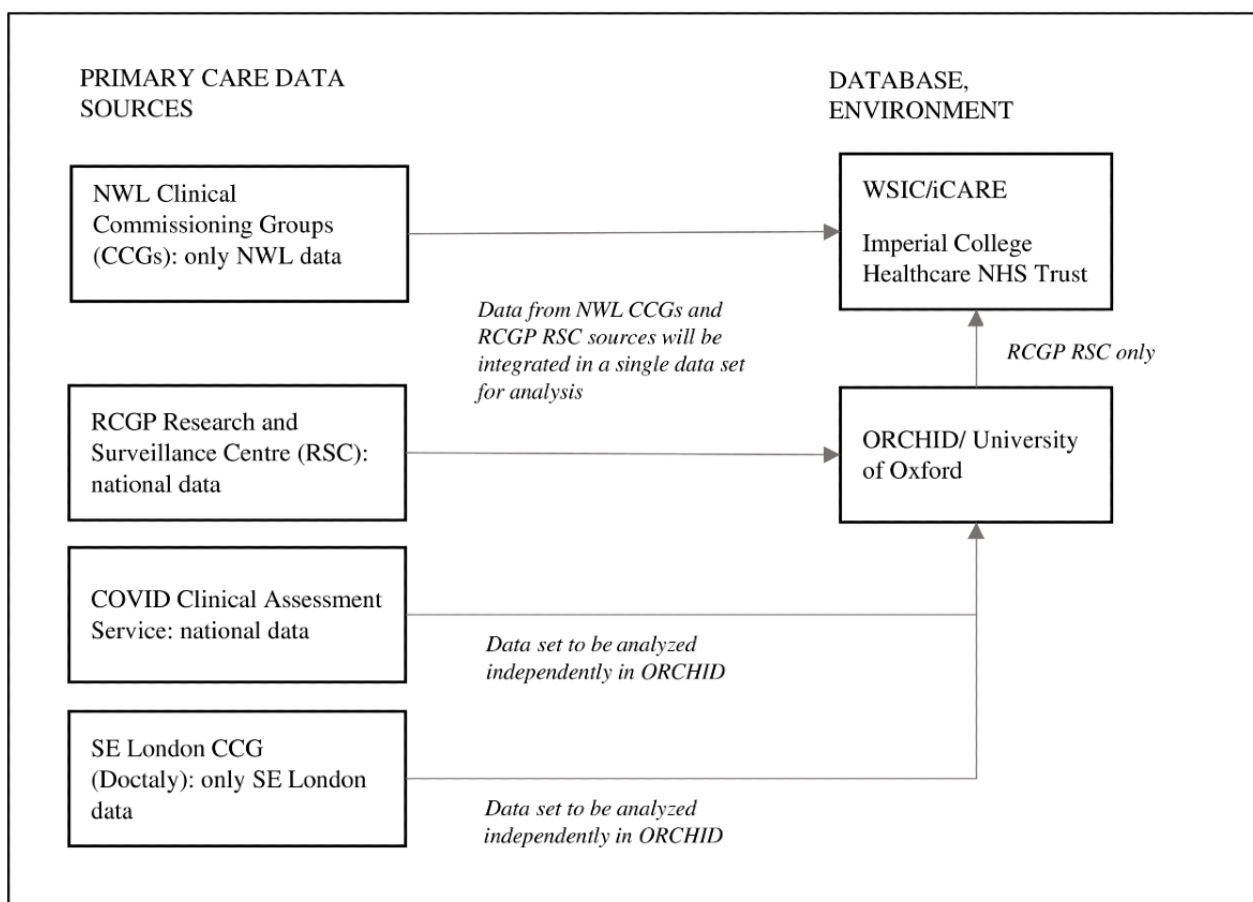 PRIMARY CARE DATA
SOURCES
DATABASE,
ENVIRONMENT
NWL Clinical
Commissioning Groups
(CCGs): only NWL data
WSIC/iCARE
Imperial College
Healthcare NHS Trust
Data from NWL CCGs and
RCGP RSC sources will be
integrated in a single data set
for analysis
RCGP RSC only
RCGP Research and
Surveillance Centre (RSC):
national data
ORCHID/ University
of Oxford
COVID Clinical Assessment
Service: national data
Data set to be analyzed
independently in ORCHID
SE London CCG
(Doctaly): only SE London
data
Data set to be analyzed
independently in ORCHID